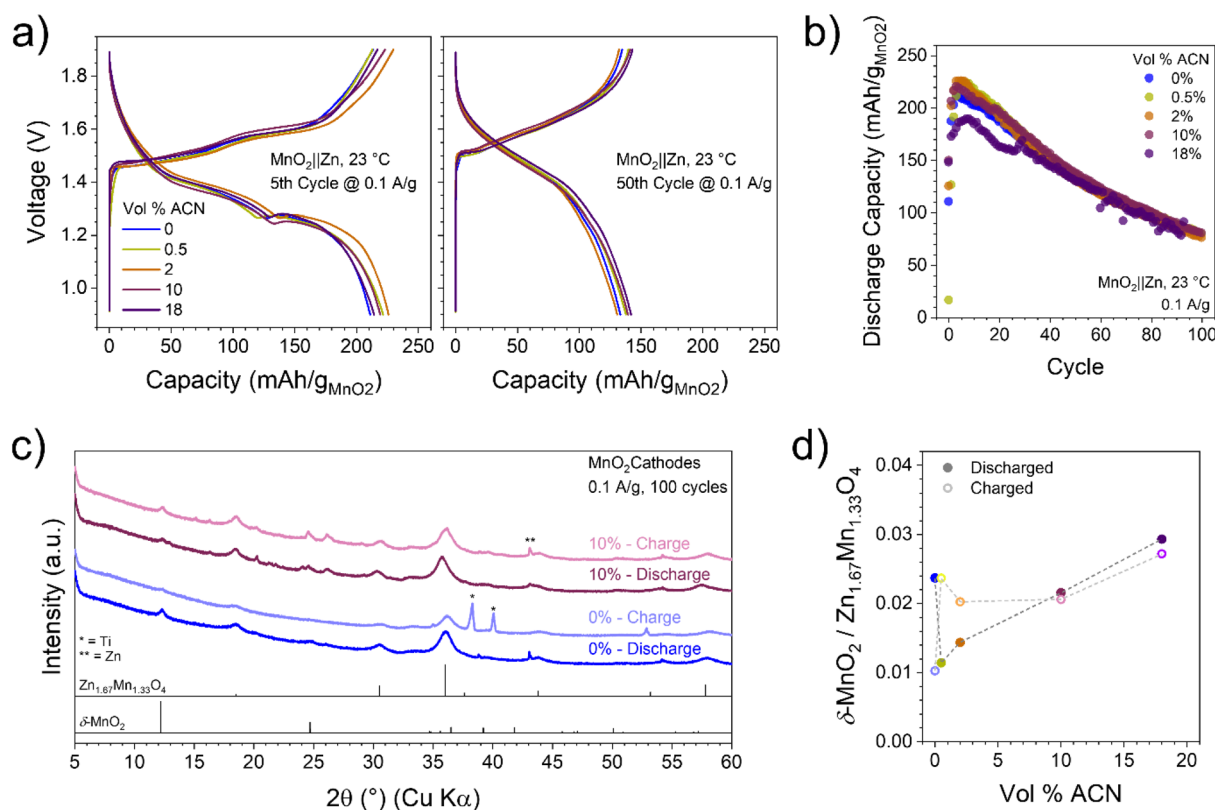 a)
Voltage (V)
1.8
1.6
1.4
1.2
1.0
MnO2||Zn, 23 °C
5th Cycle @ 0.1 A/g
Vol % ACN
0
0.5
2
10
18
0 50 100 150 200 250
Capacity (mAh/gMnO2)
MnO2||Zn, 23 °C
50th Cycle @ 0.1 A/g
0 50 100 150 200 250
Capacity (mAh/gMnO2)
b)
Discharge Capacity (mAh/gMnO2)
250
200
150
100
50
0
Vol % ACN
0%
0.5%
2%
10%
18%
MnO2||Zn, 23 °C
0.1 A/g
0 20 40 60 80 100
Cycle
c)
Intensity (a.u.)
MnO2Cathodes
0.1 A/g, 100 cycles
**
10% - Charge
10% - Discharge
* *
0% - Charge
0% - Discharge
* = Ti
** = Zn
Zn1.67Mn1.33O4
δ-MnO2
5 10 15 20 25 30 35 40 45 50 55 60
2θ (°) (Cu Kα)
d)
δ-MnO2 / Zn1.67Mn1.33O4
0.04
0.03
0.02
0.01
0.00
Discharged
Charged
0 5 10 15 20
Vol % ACN